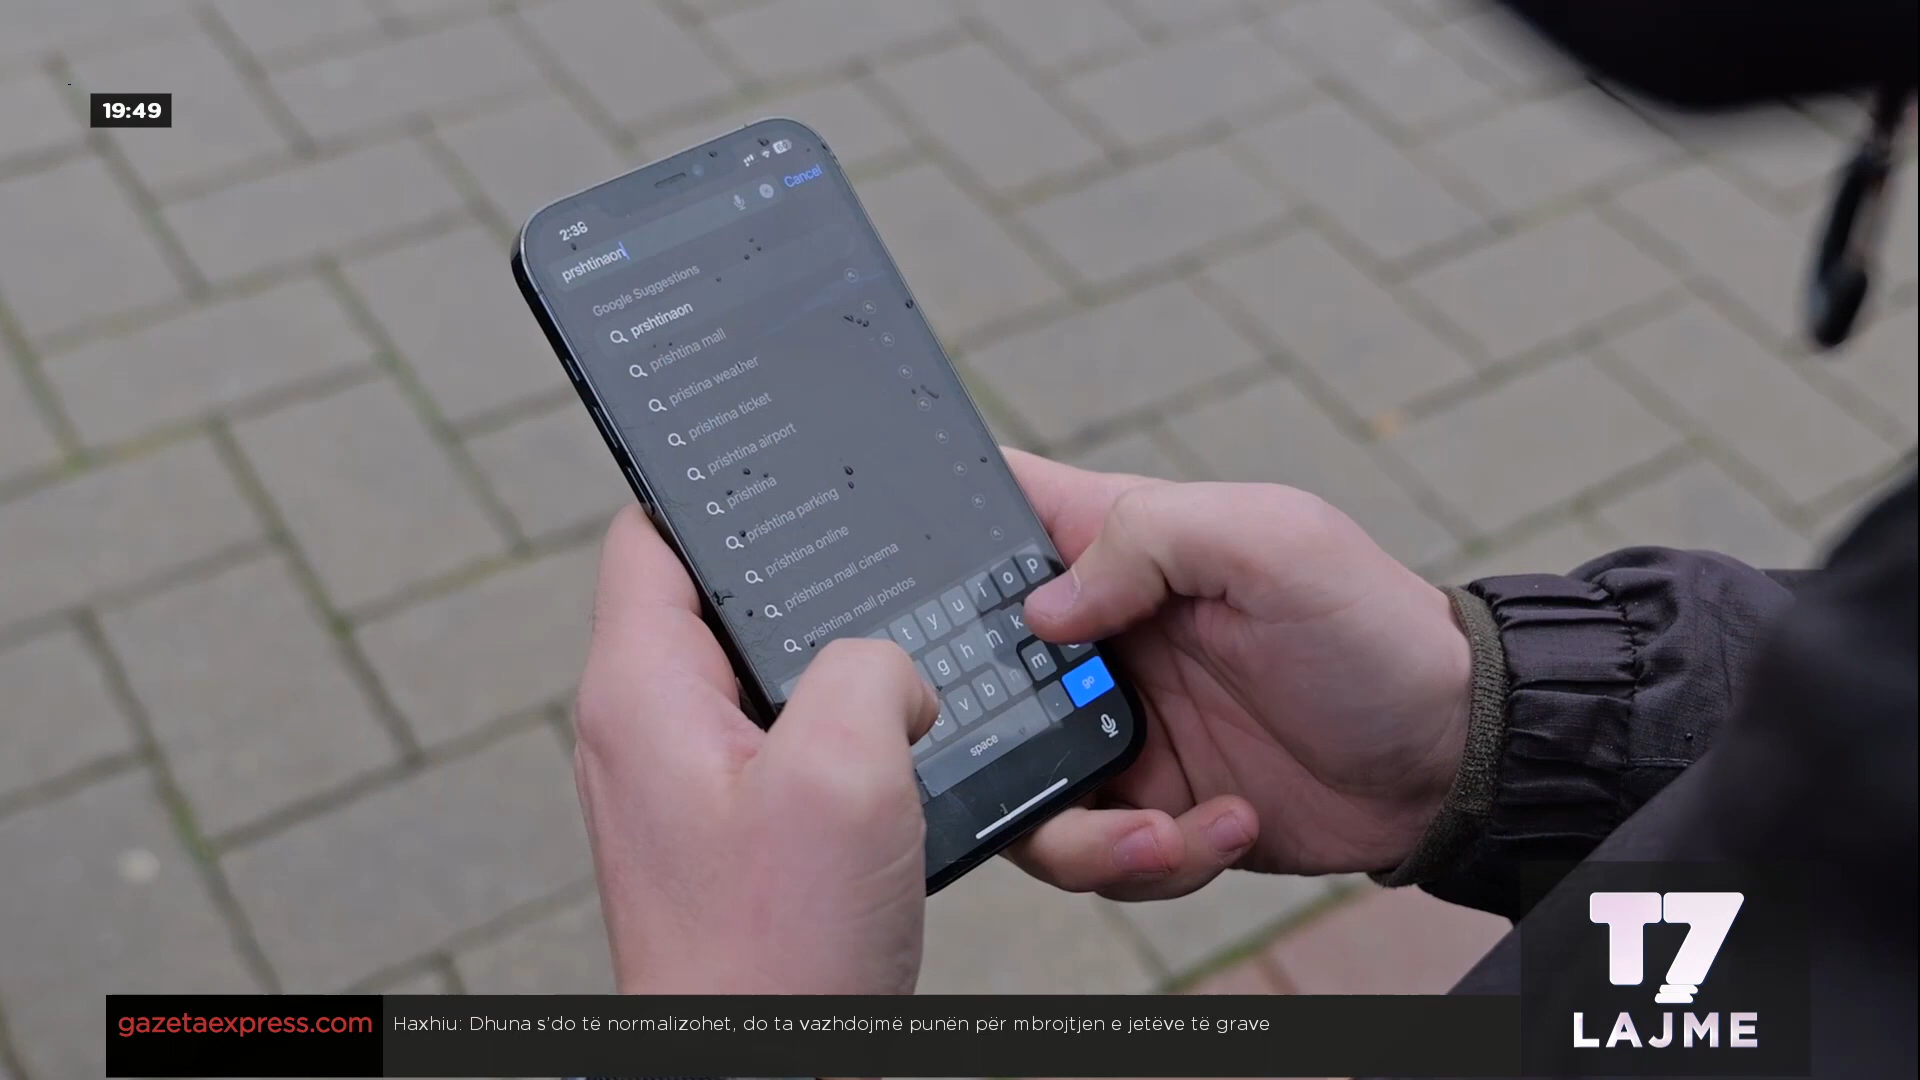 19:49
2:36
Cancel
prshtinaon
Google Suggestions
prshtinaon
prishtina mall
pristina weather
prishtina ticket
prishtina airport
prishtina
prishtina parking
prishtina online
prishtina mall cinema
prishtina mall photos
t y u i o p
g h n k
c v b n m
space . go
gazetaexpress.com Haxhiu: Dhuna s'do të normalizohet, do ta vazhdojmë punën për mbrojtjen e jetëve të grave
T7
LAJME